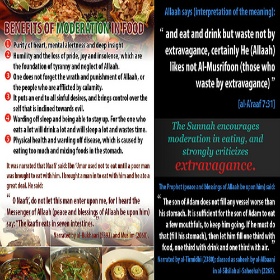 BENEFITS OF MODERATION IN FOOD
1 Purity of heart, mental alertness and deep insight
2 Humility and the loss of pride, joy and insolence, which are
the foundation of tyranny and neglect of Allaah.
3 One does not forget the wrath and punishment of Allaah, or
the people who are afflicted by calamity.
4 It puts an end to all sinful desires, and brings control over the
self that is inclined towards evil.
5 Warding off sleep and being able to stay up. For the one who
eats a lot will drink a lot and will sleep a lot and wastes time.
6 Physical health and warding off disease, which is caused by
eating too much and mixing foods in the stomach.
It was narrated that Naafi' said: Ibn 'Umar used not to eat until a poor man
was brought to eat with him. I brought a man in to eat with him and he ate a
great deal. He said:
" O Naafi', do not let this man enter upon me, for I heard the
Messenger of Allaah (peace and blessings of Allaah be upon him)
say: "The kaafir eats in seven intestines.
Narrated by al-Bukhaari (5393) and Muslim (2060).
Allaah says (interpretation of the meaning):
" and eat and drink but waste not by
extravagance, certainly He (Allaah)
likes not Al-Musrifoon (those who
waste by extravagance) "
[al-A'raaf 7:31]
The Sunnah encourages
moderation in eating, and
strongly criticizes
extravagance.
The Prophet (peace and blessings of Allaah be upon him) said:
" The son of Adam does not fill any vessel worse than
his stomach. It is sufficient for the son of Adam to eat
a few mouthfuls, to keep him going. If he must do
that (fill his stomach), then let him fill one third with
food, one third with drink and one third with air.
Narrated by al-Tirmidhi (2380); classed as saheeh by al-Albaani
in al-Silsilah al-Saheehah (2265).